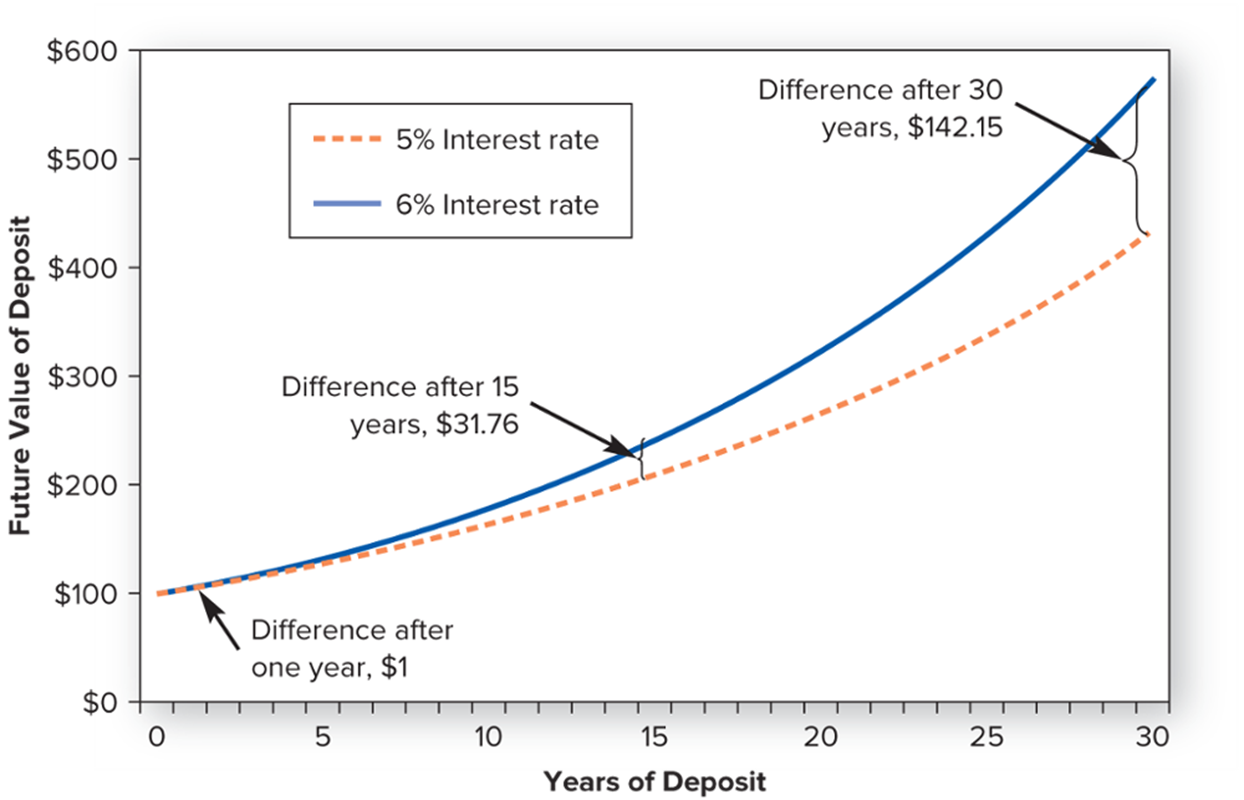 $600
$500
$400
$300
$200
$100
$0
Future Value of Deposit
5% Interest rate
6% Interest rate
Difference after 30
years, $142.15
Difference after 15
years, $31.76
Difference after
one year, $1
0 5 10 15 20 25 30
Years of Deposit